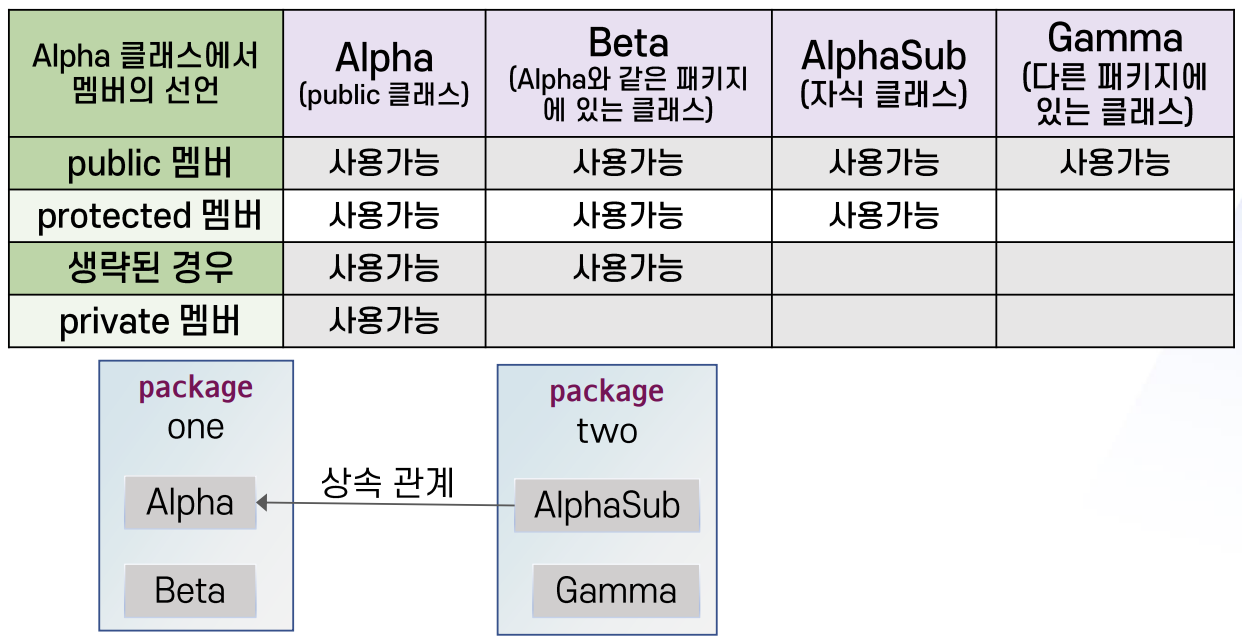 Alpha 클래스에서
멤버의 선언
Alpha
(public 클래스)
Beta
(Alpha와 같은 패키지
에 있는 클래스)
AlphaSub
(자식 클래스)
Gamma
(다른 패키지에
있는 클래스)
public 멤버 사용가능 사용가능 사용가능 사용가능
protected 멤버 사용가능 사용가능 사용가능
생략된 경우 사용가능 사용가능
private 멤버 사용가능
package
one
Alpha
Beta
상속 관계
package
two
AlphaSub
Gamma